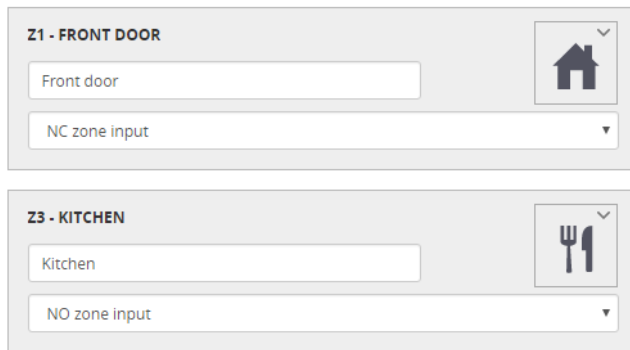 Z1 - FRONT DOOR
Front door
NC zone input
Z3 - KITCHEN
Kitchen
NO zone input